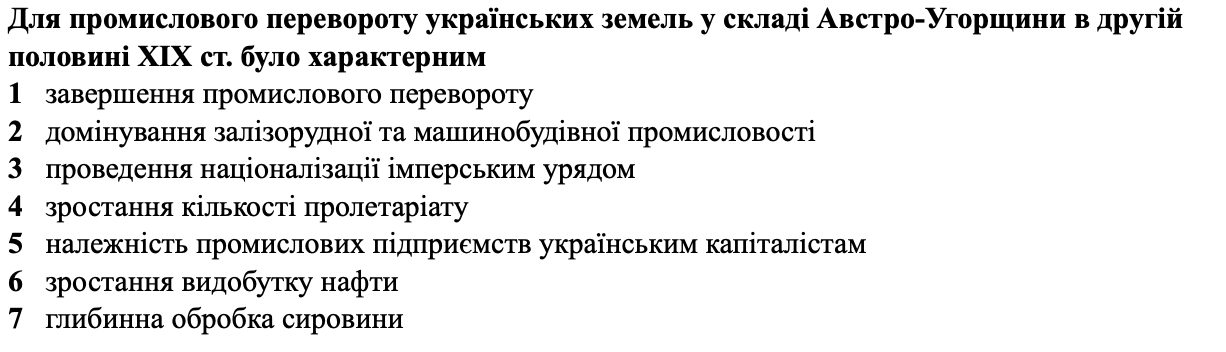 Для промислового перевороту українських земель у складі Австро-Угорщини в другій
половині ХІХ ст. було характерним
1 завершення промислового перевороту
2 домінування залізорудної та машинобудівної промисловості
3 проведення націоналізації імперським урядом
4 зростання кількості пролетаріату
5 належність промислових підприємств українським капіталістам
6 зростання видобутку нафти
7 глибинна обробка сировини